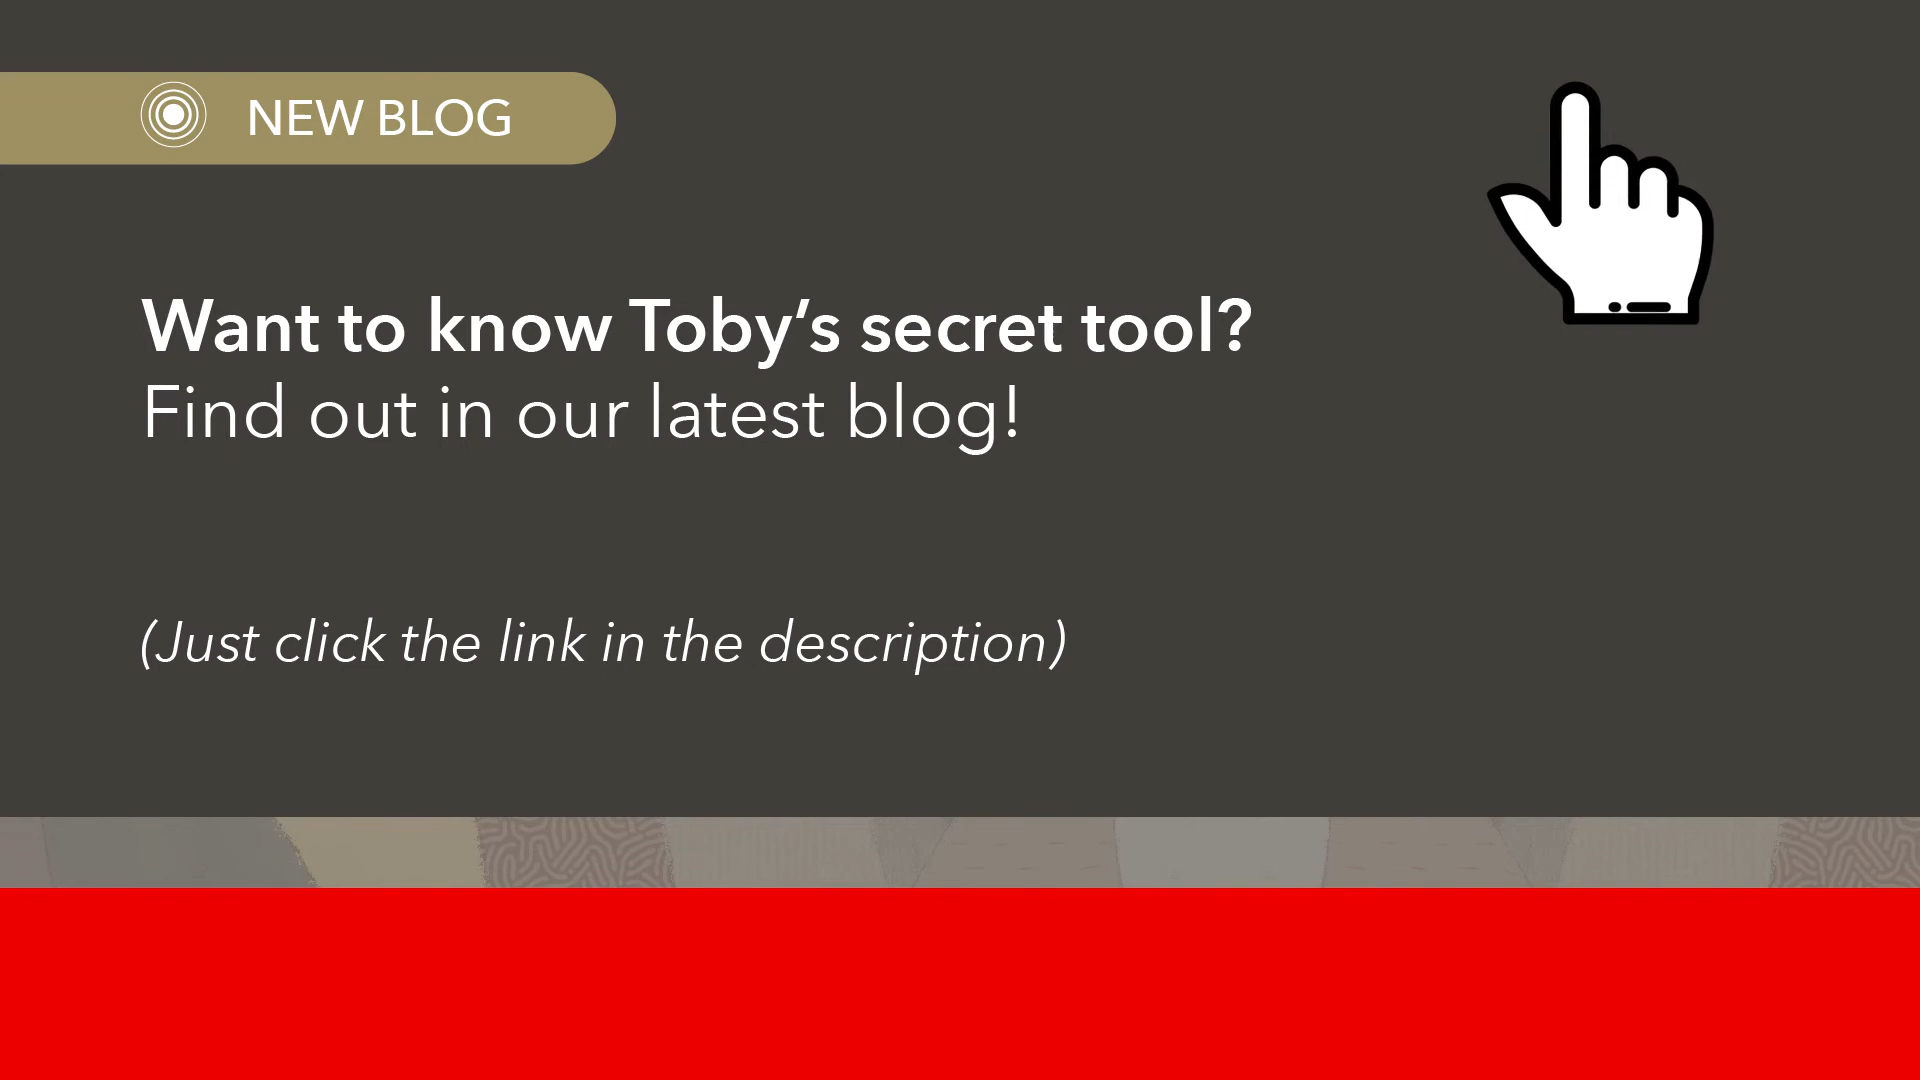 NEW BLOG
Want to know Toby’s secret tool?
Find out in our latest blog!
(Just click the link in the description)